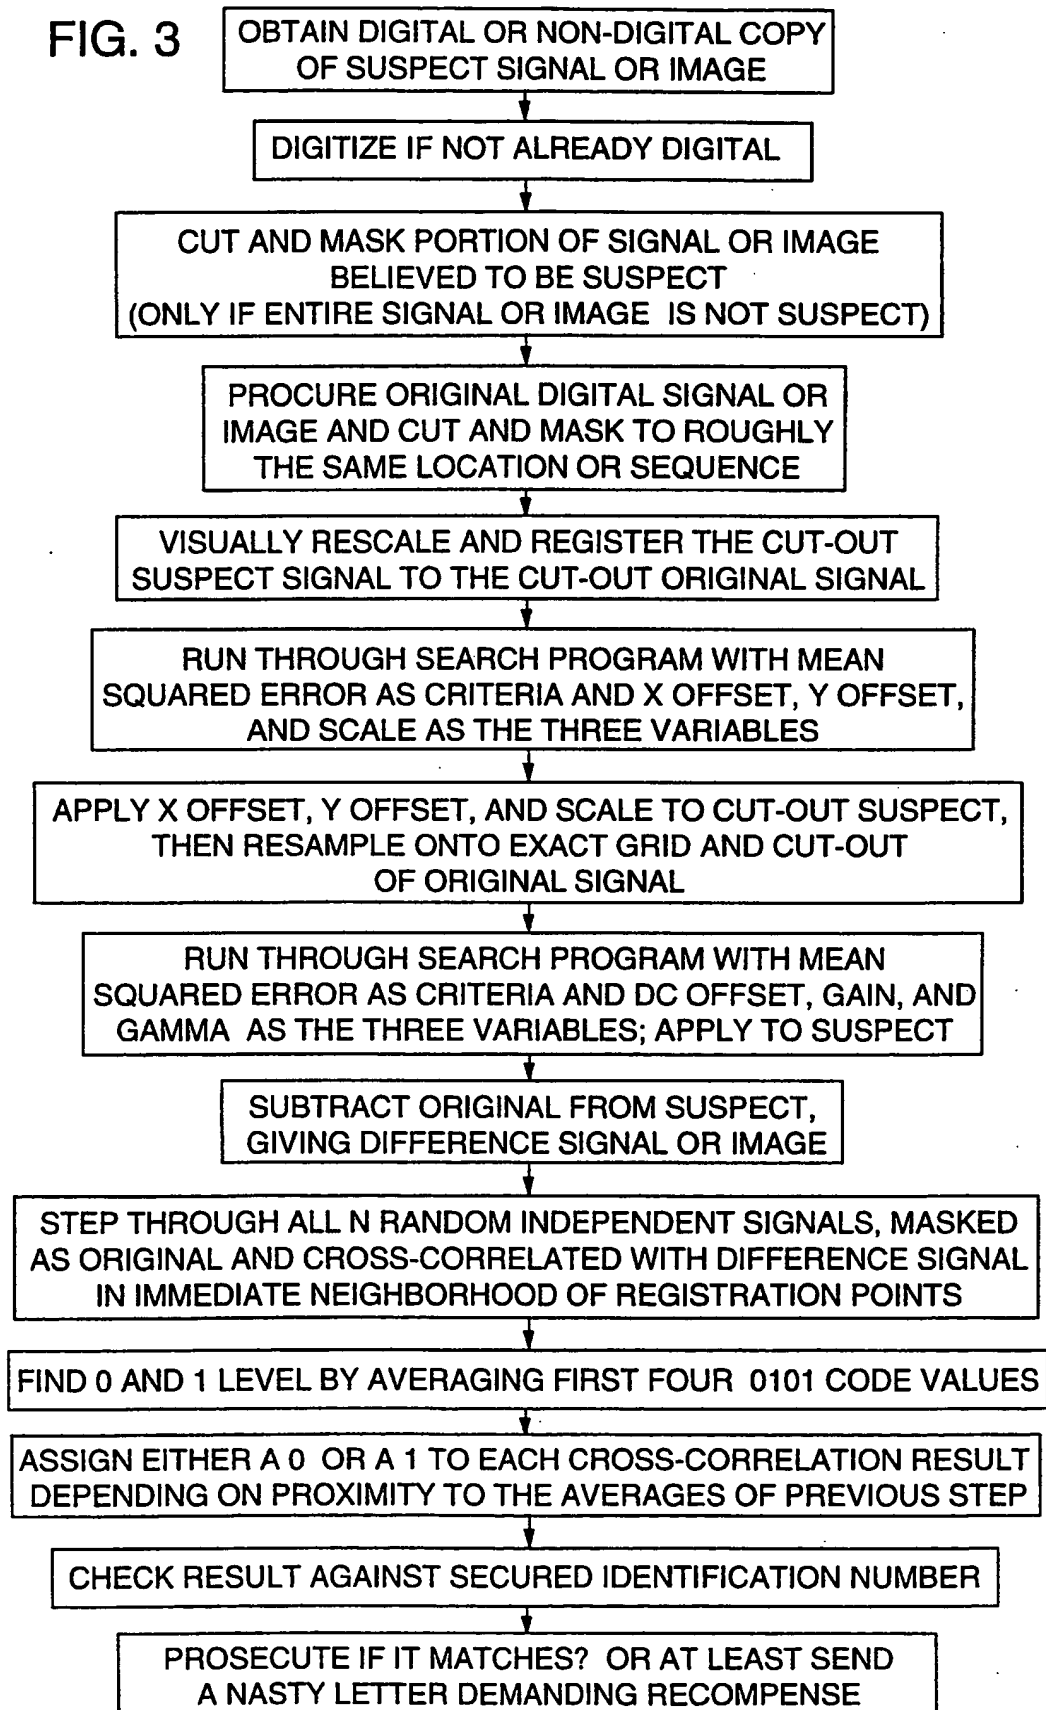 FIG. 3
OBTAIN DIGITAL OR NON-DIGITAL COPY
OF SUSPECT SIGNAL OR IMAGE
DIGITIZE IF NOT ALREADY DIGITAL
CUT AND MASK PORTION OF SIGNAL OR IMAGE
BELIEVED TO BE SUSPECT
(ONLY IF ENTIRE SIGNAL OR IMAGE IS NOT SUSPECT)
PROCURE ORIGINAL DIGITAL SIGNAL OR
IMAGE AND CUT AND MASK TO ROUGHLY
THE SAME LOCATION OR SEQUENCE
VISUALLY RESCALE AND REGISTER THE CUT-OUT
SUSPECT SIGNAL TO THE CUT-OUT ORIGINAL SIGNAL
RUN THROUGH SEARCH PROGRAM WITH MEAN
SQUARED ERROR AS CRITERIA AND X OFFSET, Y OFFSET,
AND SCALE AS THE THREE VARIABLES
APPLY X OFFSET, Y OFFSET, AND SCALE TO CUT-OUT SUSPECT,
THEN RESAMPLE ONTO EXACT GRID AND CUT-OUT
OF ORIGINAL SIGNAL
RUN THROUGH SEARCH PROGRAM WITH MEAN
SQUARED ERROR AS CRITERIA AND DC OFFSET, GAIN, AND
GAMMA AS THE THREE VARIABLES; APPLY TO SUSPECT
SUBTRACT ORIGINAL FROM SUSPECT,
GIVING DIFFERENCE SIGNAL OR IMAGE
STEP THROUGH ALL N RANDOM INDEPENDENT SIGNALS, MASKED
AS ORIGINAL AND CROSS-CORRELATED WITH DIFFERENCE SIGNAL
IN IMMEDIATE NEIGHBORHOOD OF REGISTRATION POINTS
FIND 0 AND 1 LEVEL BY AVERAGING FIRST FOUR 0101 CODE VALUES
ASSIGN EITHER A 0 OR A 1 TO EACH CROSS-CORRELATION RESULT
DEPENDING ON PROXIMITY TO THE AVERAGES OF PREVIOUS STEP
CHECK RESULT AGAINST SECURED IDENTIFICATION NUMBER
PROSECUTE IF IT MATCHES? OR AT LEAST SEND
A NASTY LETTER DEMANDING RECOMPENSE